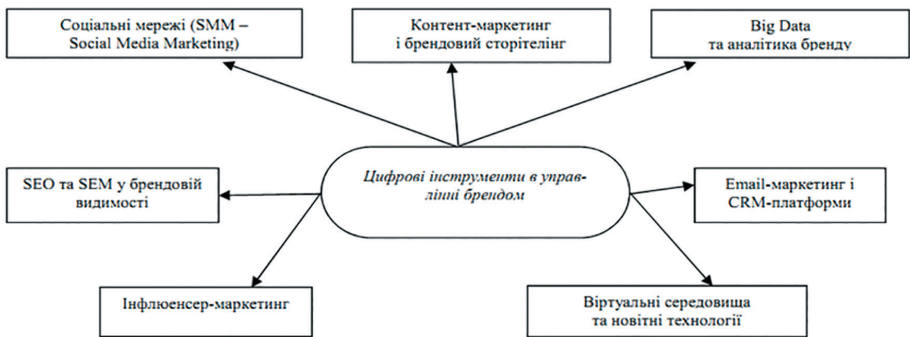 Соціальні мережі (SMM –
Social Media Marketing)
Контент-маркетинг
і брендовий сторітелінг
Big Data
та аналітика бренду
SEO та SEM у брендовій
видимості
Цифрові інструменти в управ-
лінні брендом
Email-маркетинг і
CRM-платформи
Інфлюенсер-маркетинг
Віртуальні середовища
та новітні технології